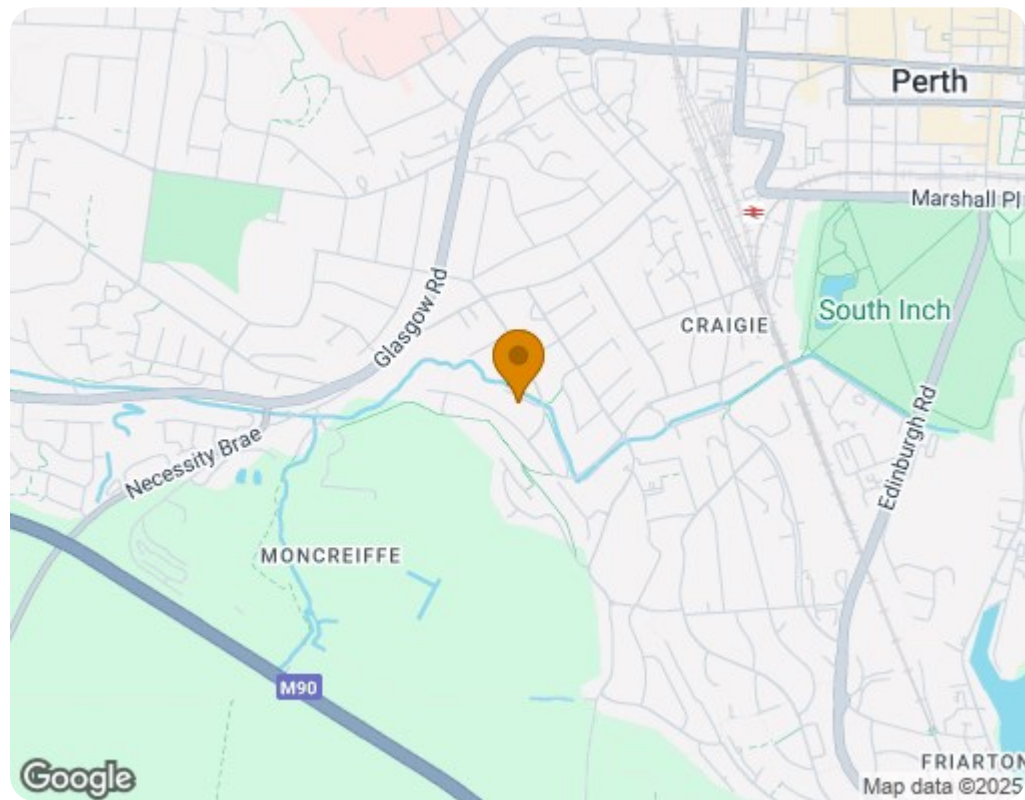 Perth
Marshall Pl
South Inch
CRAIGIE
Glasgow Rd
Necessity Brae
Edinburgh Rd
MONCREIFFE
M90
FRIARTON
Google
Map data ©2025